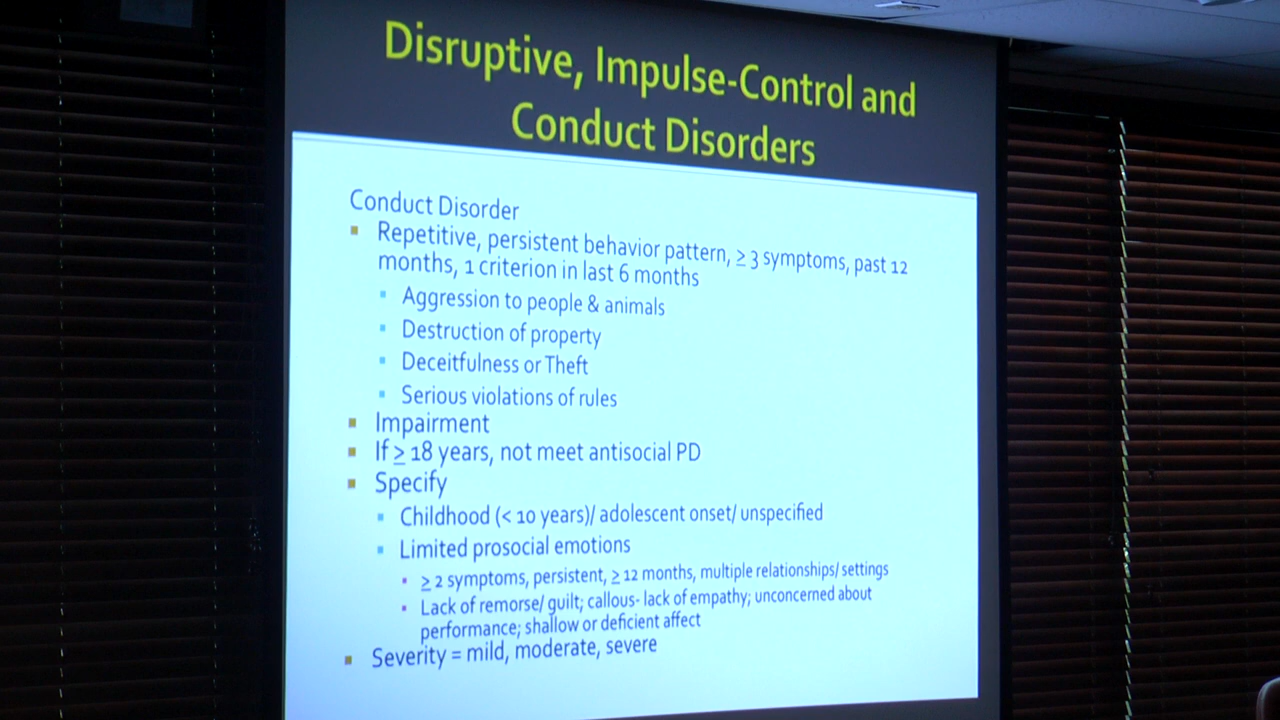 Disruptive, Impulse-Control and
Conduct Disorders
Conduct Disorder
Repetitive, persistent behavior pattern, ≥ 3 symptoms, past 12
months, 1 criterion in last 6 months
Aggression to people & animals
Destruction of property
Deceitfulness or Theft
Serious violations of rules
Impairment
If ≥ 18 years, not meet antisocial PD
Specify
Childhood (< 10 years)/ adolescent onset/ unspecified
Limited prosocial emotions
≥ 2 symptoms, persistent, ≥ 12 months, multiple relationships/ settings
Lack of remorse/ guilt; callous- lack of empathy; unconcerned about
performance; shallow or deficient affect
Severity = mild, moderate, severe